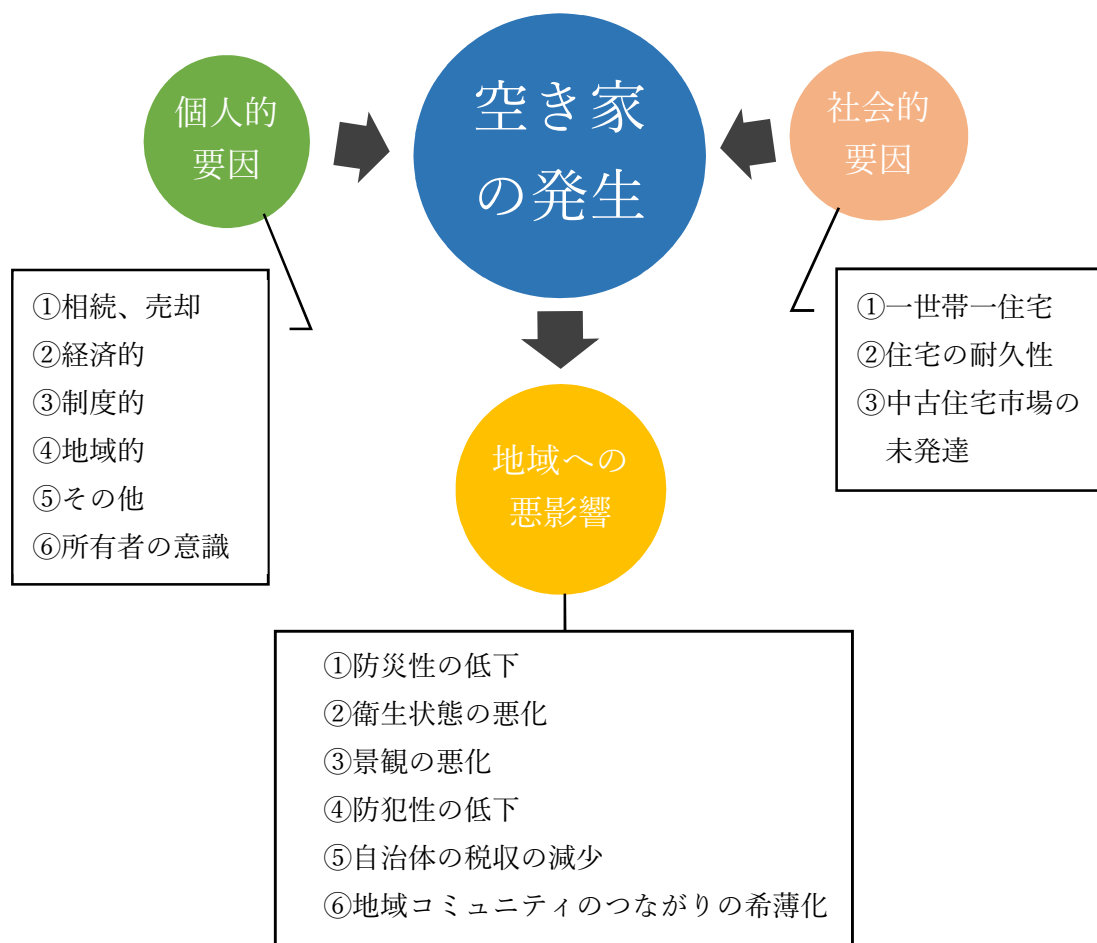 個人的
要因
空き家
の発生
社会的
要因
①相続、売却
②経済的
③制度的
④地域的
⑤その他
⑥所有者の意識
①一世帯一住宅
②住宅の耐久性
③中古住宅市場の
未発達
地域への
悪影響
①防災性の低下
②衛生状態の悪化
③景観の悪化
④防犯性の低下
⑤自治体の税収の減少
⑥地域コミュニティのつながりの希薄化